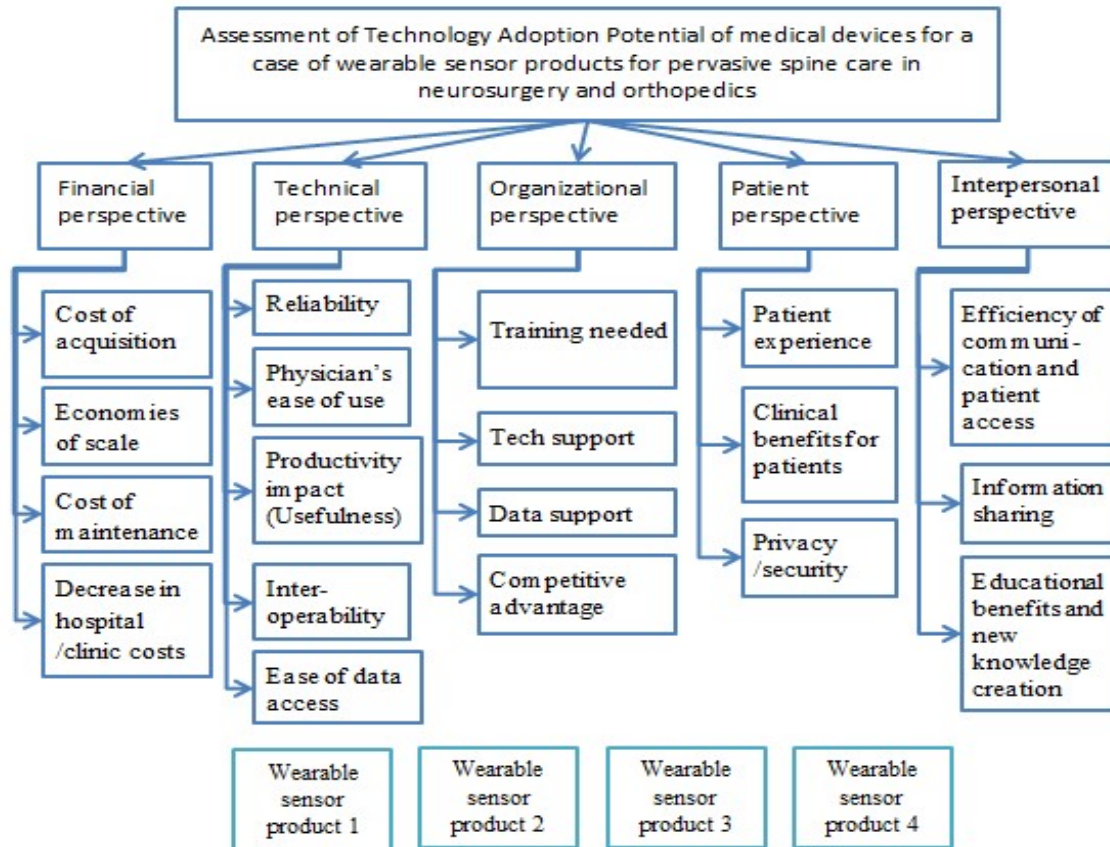 Assessment of Technology Adoption Potential of medical devices for a
case of wearable sensor products for pervasive spine care in
neurosurgery and orthopedics
Financial
perspective
Technical
perspective
Organizational
perspective
Patient
perspective
Interpersonal
perspective
Cost of
acquisition
Economies
of scale
Cost of
maintenance
Decrease in
hospital
/clinic costs
Reliability
Physician's
ease of use
Productivity
impact
(Usefulness)
Inter-
operability
Ease of data
access
Training needed
Tech support
Data support
Competitive
advantage
Patient
experience
Clinical
benefits for
patients
Privacy
/security
Efficiency of
communi-
cation and
patient
access
Information
sharing
Educational
benefits and
new
knowledge
creation
Wearable
sensor
product 1
Wearable
sensor
product 2
Wearable
sensor
product 3
Wearable
sensor
product 4